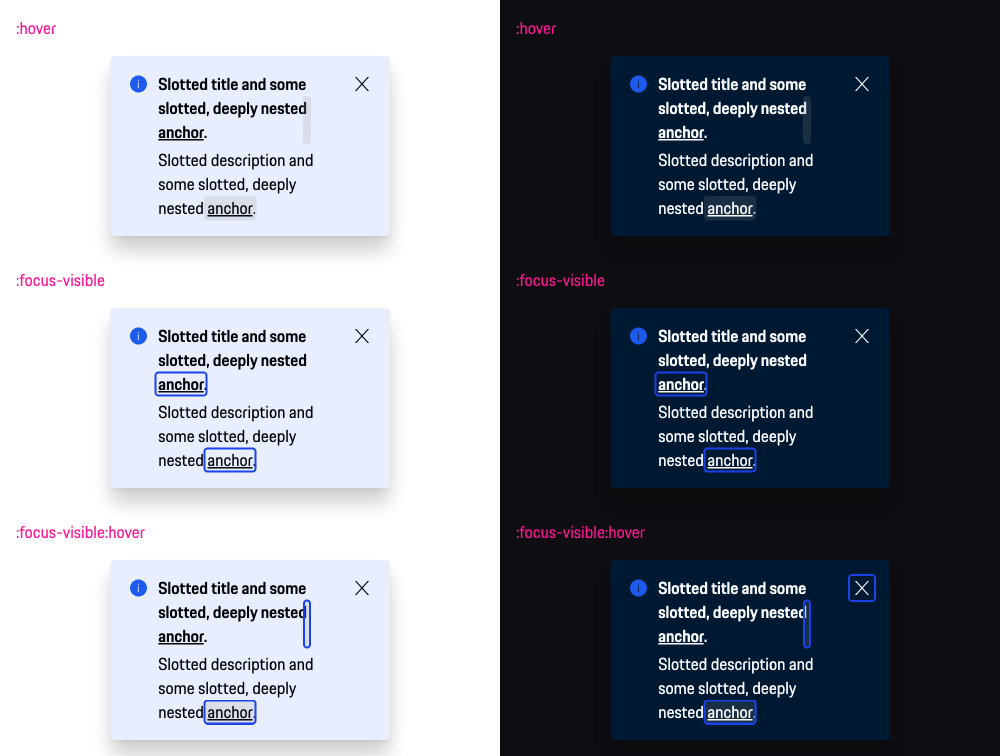 :hover
Slotted title and some
slotted, deeply nested
anchor.
Slotted description and
some slotted, deeply
nested anchor.
:focus-visible
Slotted title and some
slotted, deeply nested
anchor.
Slotted description and
some slotted, deeply
nested anchor.
:focus-visible:hover
Slotted title and some
slotted, deeply nested
anchor.
Slotted description and
some slotted, deeply
nested anchor.
:hover
Slotted title and some
slotted, deeply nested
anchor.
Slotted description and
some slotted, deeply
nested anchor.
:focus-visible
Slotted title and some
slotted, deeply nested
anchor.
Slotted description and
some slotted, deeply
nested anchor.
:focus-visible:hover
Slotted title and some
slotted, deeply nested
anchor.
Slotted description and
some slotted, deeply
nested anchor.